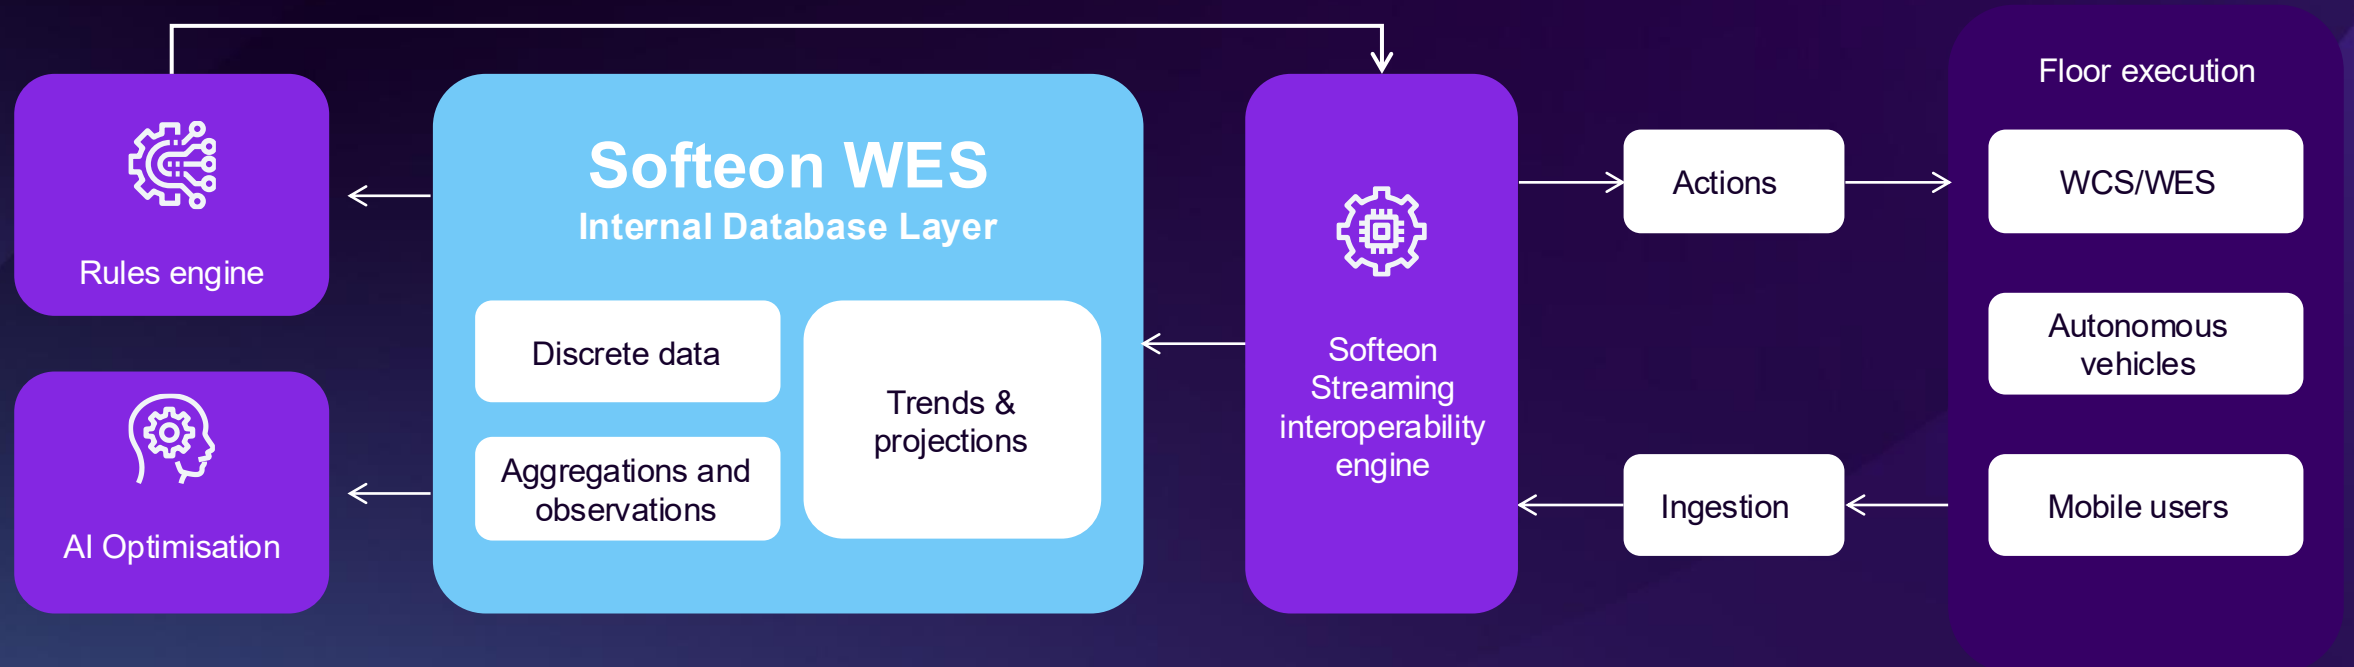 Rules engine
AI Optimisation
Softeon WES
Internal Database Layer
Discrete data
Aggregations and
observations
Trends &
projections
Softeon
Streaming
interoperability
engine
Actions
Ingestion
Floor execution
WCS/WES
Autonomous
vehicles
Mobile users